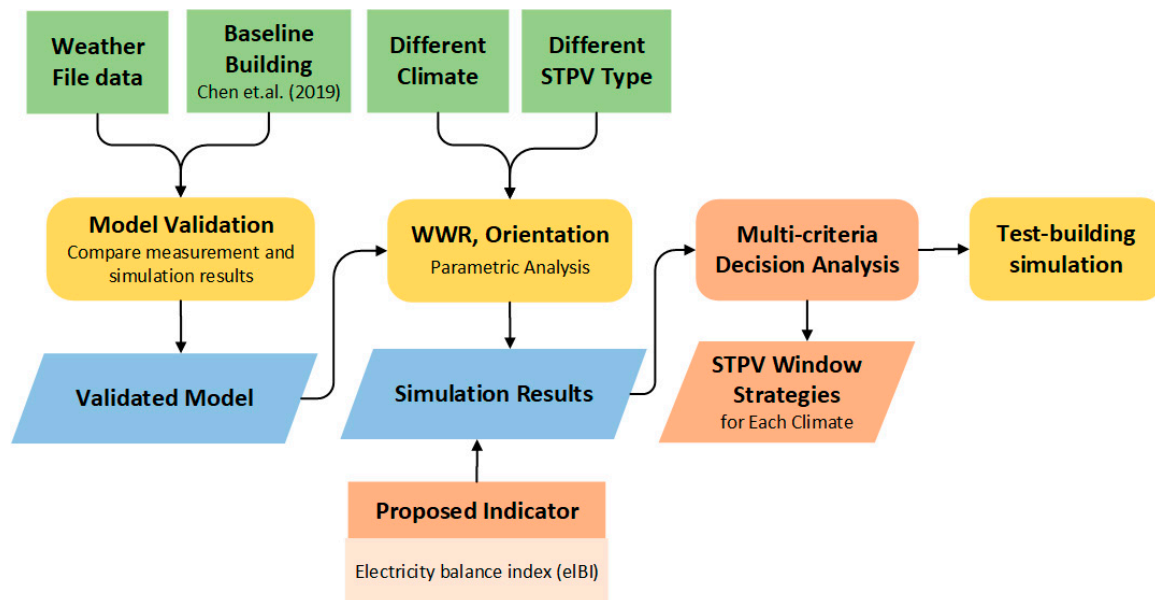 Weather
File data
Baseline
Building
Chen et.al. (2019)
Different
Climate
Different
STPV Type
Model Validation
Compare measurement and
simulation results
WWR, Orientation
Parametric Analysis
Multi-criteria
Decision Analysis
Test-building
simulation
Validated Model
Simulation Results
STPV Window
Strategies
for Each Climate
Proposed Indicator
Electricity balance index (elBI)